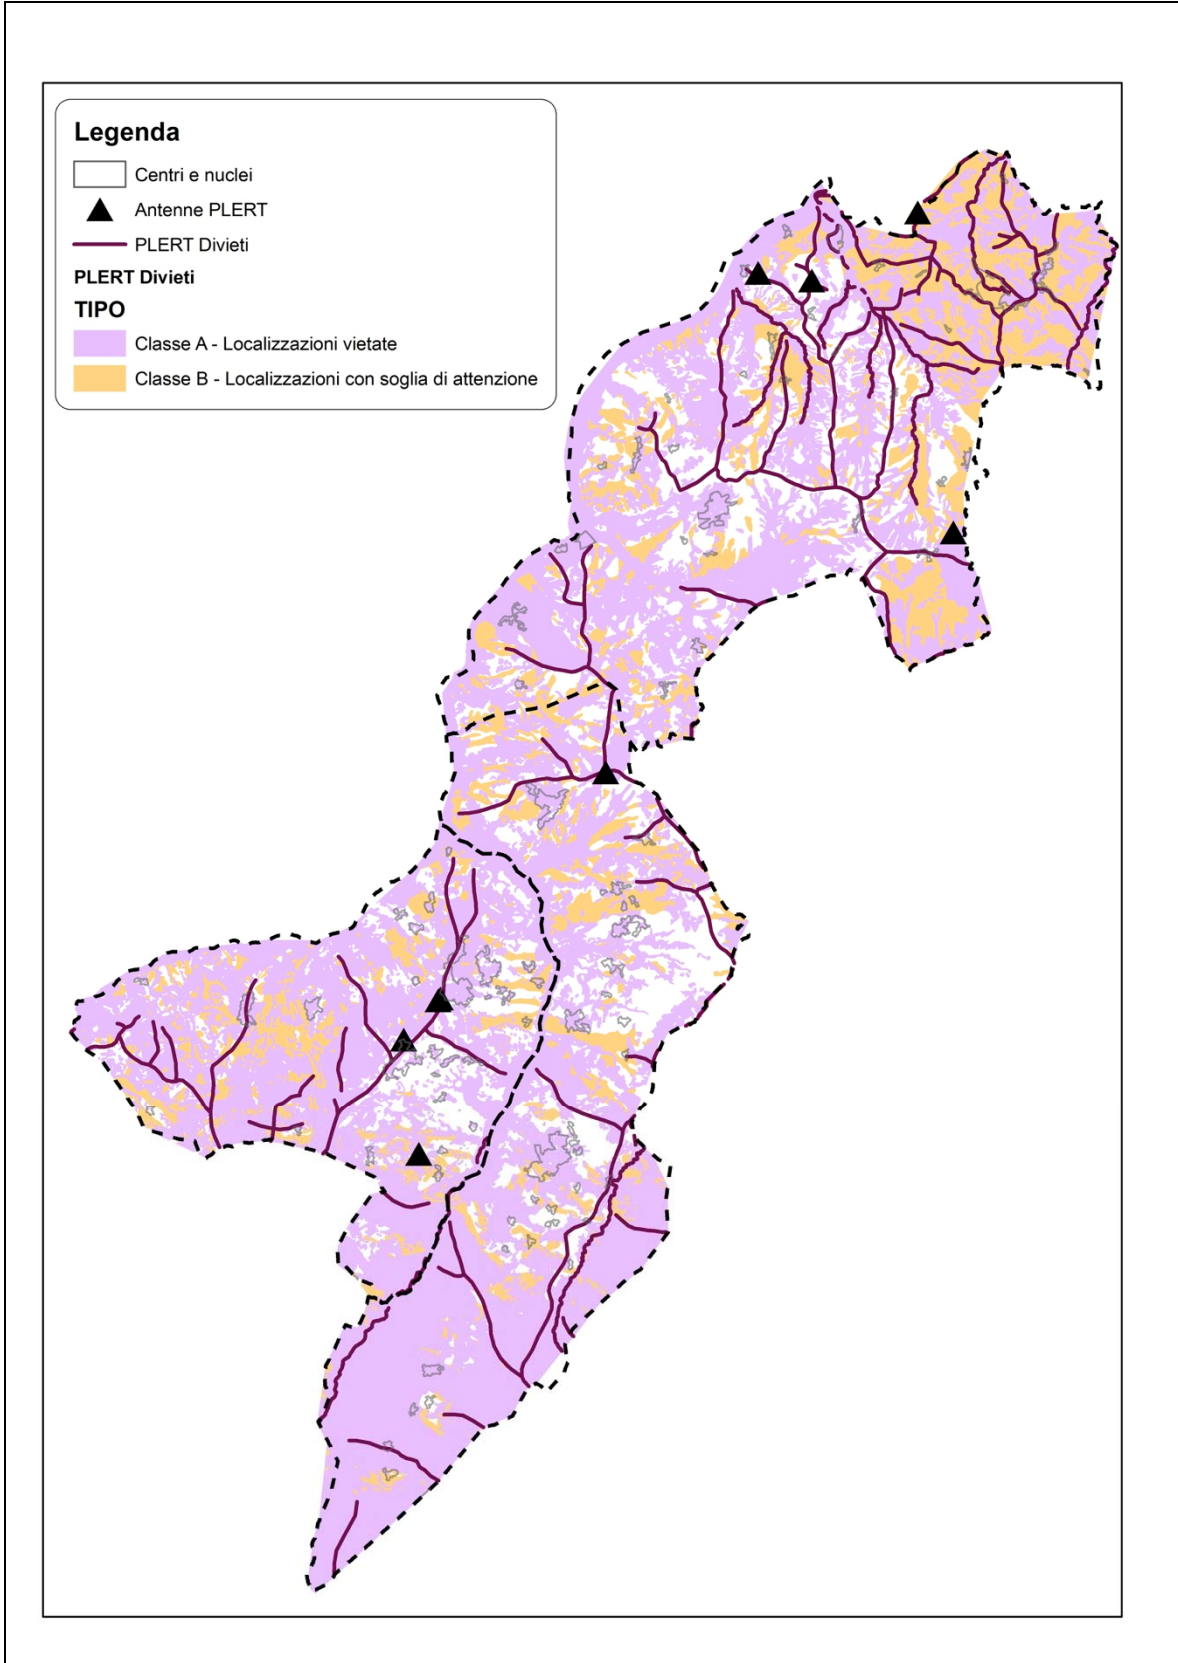 Legenda
Centri e nuclei
Antenne PLERT
PLERT Divieti
PLERT Divieti
TIPO
Classe A - Localizzazioni vietate
Classe B - Localizzazioni con soglia di attenzione